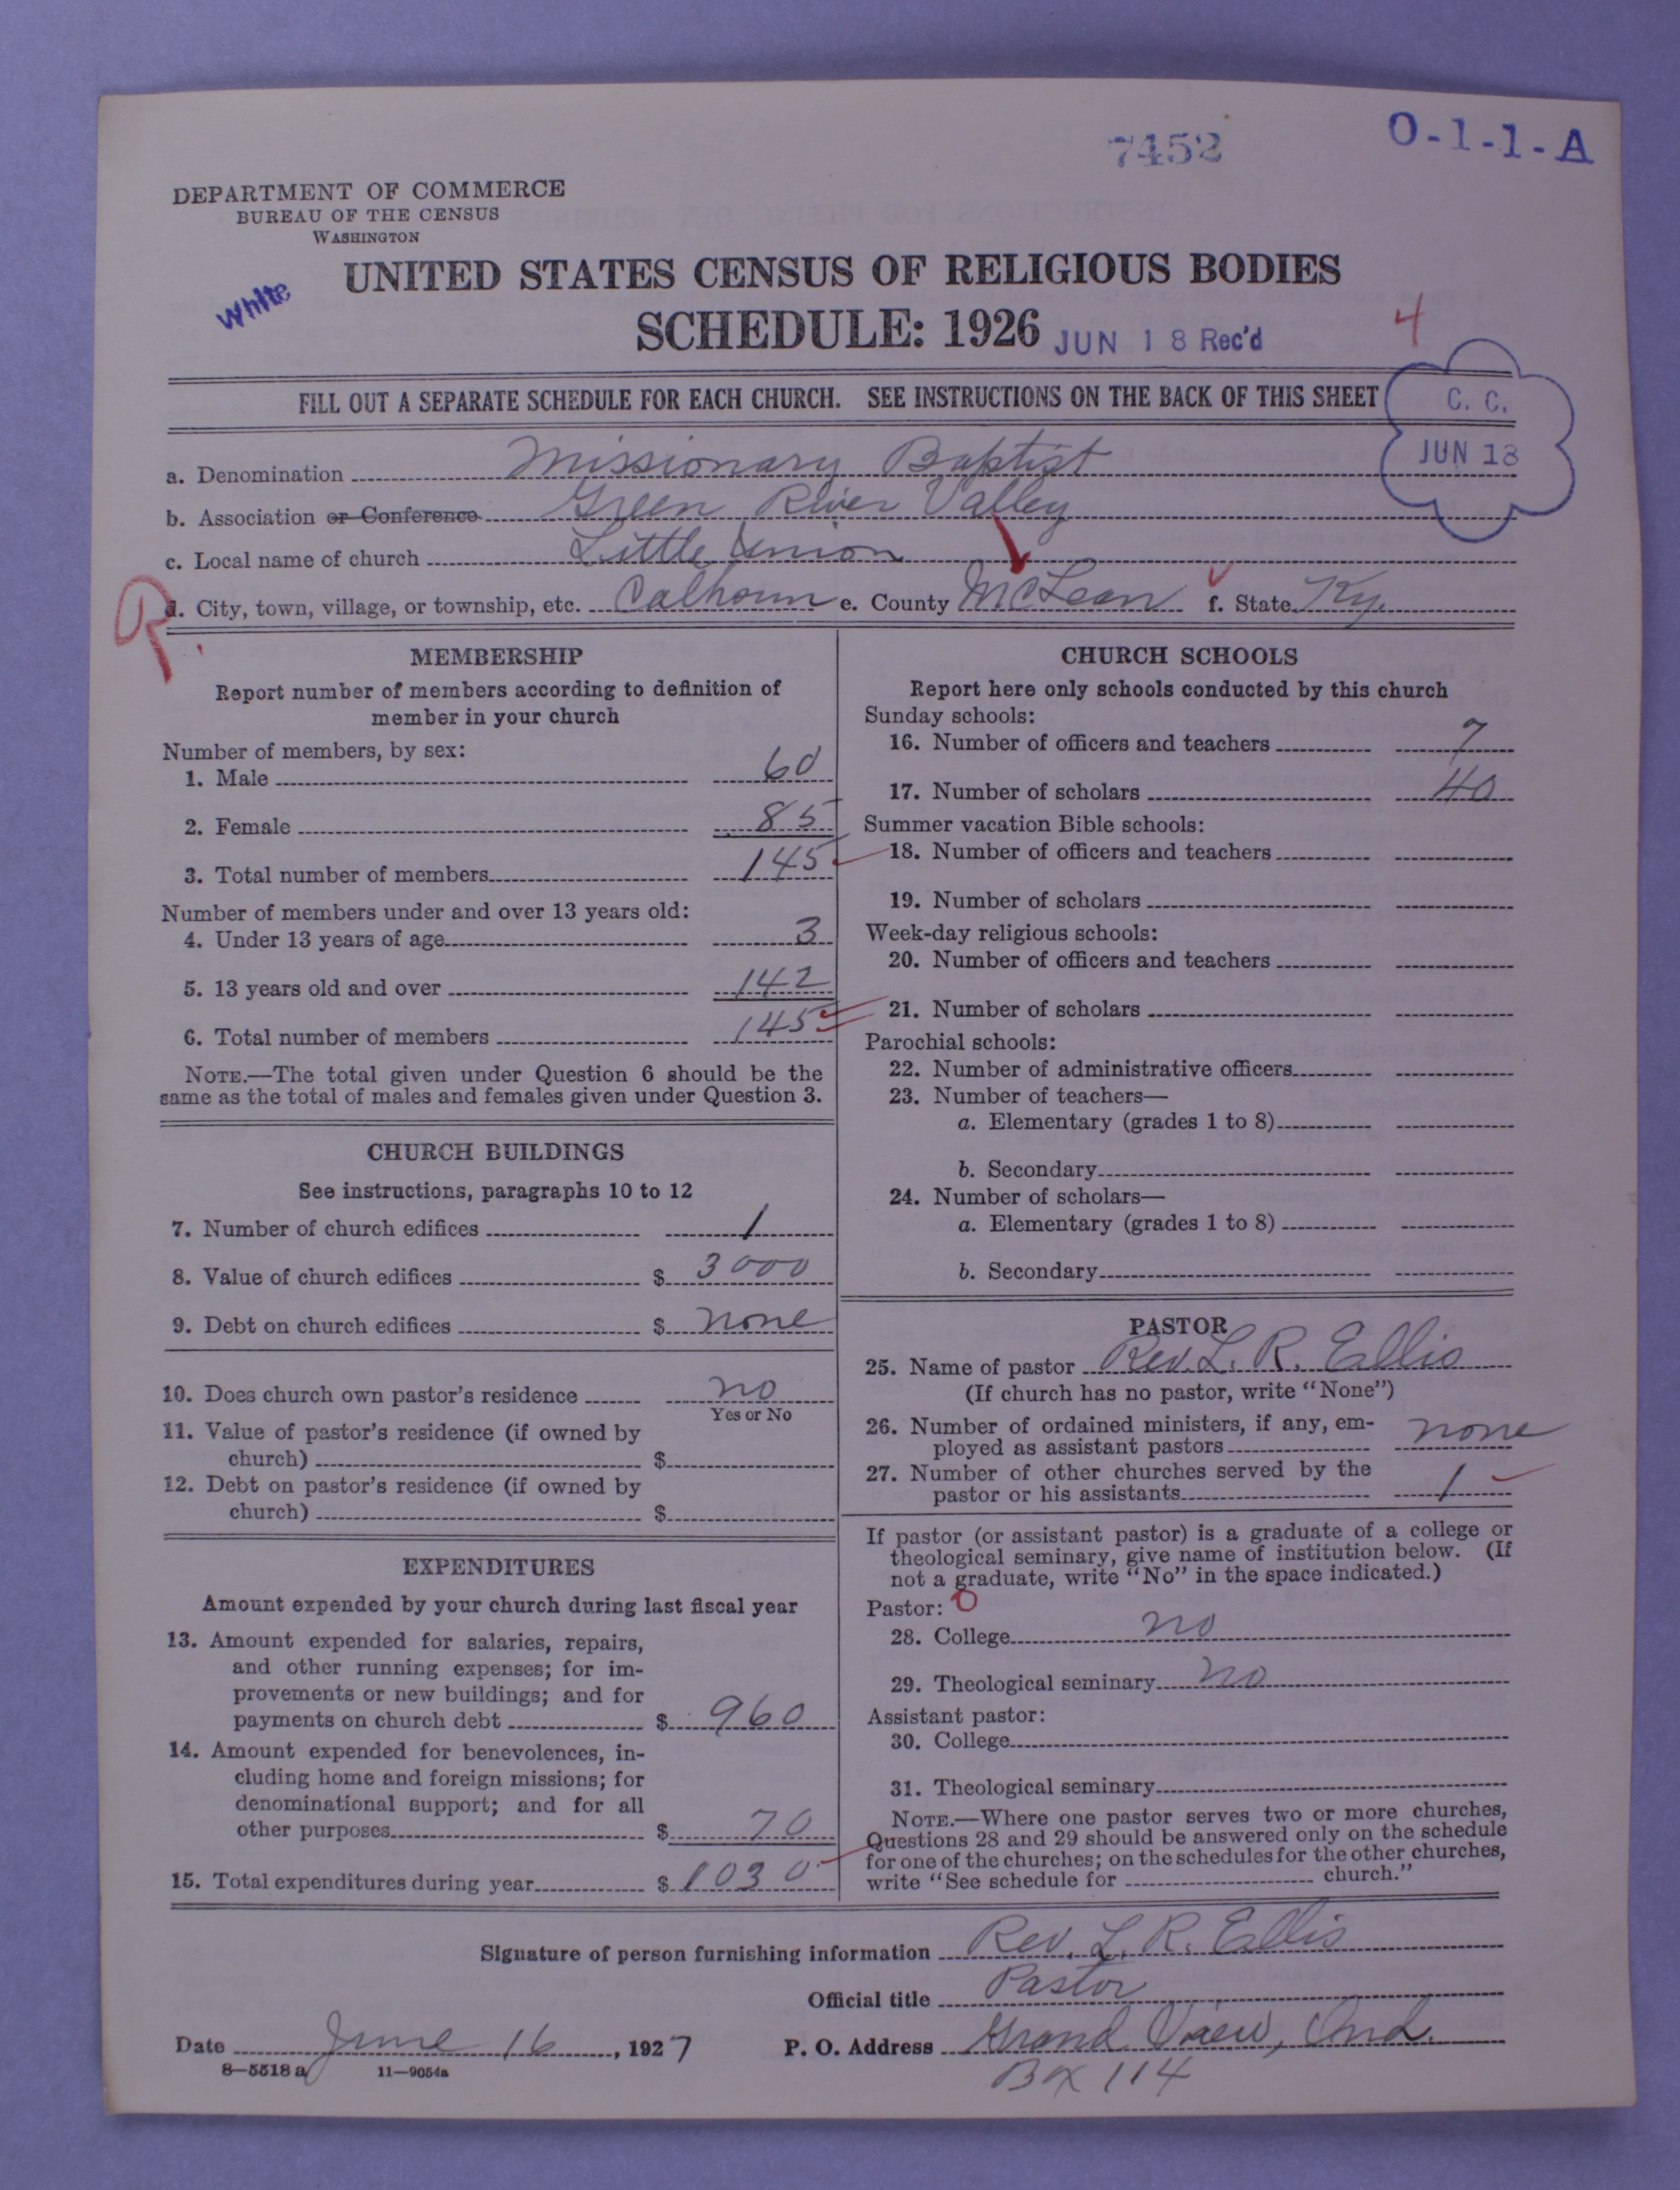 7452
O-1-1-A
DEPARTMENT OF COMMERCE
BUREAU OF THE CENSUS
WASHINGTON
White
UNITED STATES CENSUS OF RELIGIOUS BODIES
SCHEDULE: 1926
JUN 18 Rec'd
4
FILL OUT A SEPARATE SCHEDULE FOR EACH CHURCH. SEE INSTRUCTIONS ON THE BACK OF THIS SHEET
C. C.
JUN 18
a. Denomination Missionary Baptist
b. Association or Conference Green River Valley
c. Local name of church Little Union
R.
d. City, town, village, or township, etc. Calhoun e. County McLean f. State Ky.
MEMBERSHIP
Report number of members according to definition of
member in your church
Number of members, by sex:
1. Male 60
2. Female 85
3. Total number of members 145
Number of members under and over 13 years old:
4. Under 13 years of age 3
5. 13 years old and over 142
6. Total number of members 145
NOTE.—The total given under Question 6 should be the
same as the total of males and females given under Question 3.
CHURCH BUILDINGS
See instructions, paragraphs 10 to 12
7. Number of church edifices 1
8. Value of church edifices $ 3000
9. Debt on church edifices $ none
10. Does church own pastor's residence no
Yes or No
11. Value of pastor's residence (if owned by
church) $
12. Debt on pastor's residence (if owned by
church) $
EXPENDITURES
Amount expended by your church during last fiscal year
13. Amount expended for salaries, repairs,
and other running expenses; for im-
provements or new buildings; and for
payments on church debt $ 960
14. Amount expended for benevolences, in-
cluding home and foreign missions; for
denominational support; and for all
other purposes $ 70
15. Total expenditures during year $ 1030
CHURCH SCHOOLS
Report here only schools conducted by this church
Sunday schools:
16. Number of officers and teachers 7
17. Number of scholars 40
Summer vacation Bible schools:
18. Number of officers and teachers
19. Number of scholars
Week-day religious schools:
20. Number of officers and teachers
21. Number of scholars
Parochial schools:
22. Number of administrative officers
23. Number of teachers—
a. Elementary (grades 1 to 8)
b. Secondary
24. Number of scholars—
a. Elementary (grades 1 to 8)
b. Secondary
PASTOR
25. Name of pastor Rev. L. R. Ellis
(If church has no pastor, write "None")
26. Number of ordained ministers, if any, em-
ployed as assistant pastors none
27. Number of other churches served by the
pastor or his assistants 1
If pastor (or assistant pastor) is a graduate of a college or
theological seminary, give name of institution below. (If
not a graduate, write "No" in the space indicated.)
Pastor: 0
28. College no
29. Theological seminary no
Assistant pastor:
30. College
31. Theological seminary
NOTE.—Where one pastor serves two or more churches,
Questions 28 and 29 should be answered only on the schedule
for one of the churches; on the schedules for the other churches,
write "See schedule for church."
Signature of person furnishing information Rev. L. R. Ellis
Official title Pastor
Date June 16, 1927 P. O. Address Grand View, Ind.
8—5518 a 11—9054a
Box 114